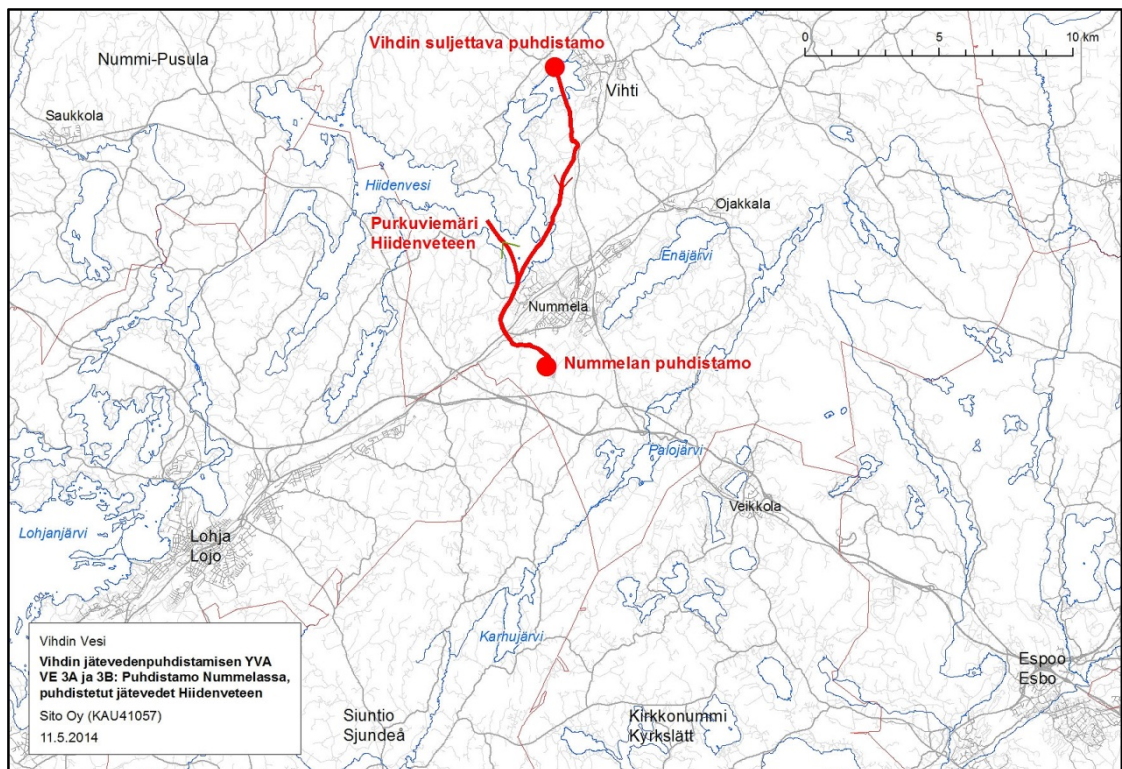 Vihdin suljettava puhdistamo
0 5 10 km
Nummi-Pusula
Vihti
Saukkola
Hiidenvesi
Ojakkala
Purkuviemäri
Hiidenveteen
Enäjärvi
Nummela
Nummelan puhdistamo
Palojärvi
Veikkola
Lohjanjärvi
Lohja
Lojo
Karhujärvi
Espoo
Esbo
Siuntio
Sjundeå
Kirkkonummi
Kyrkslätt
Vihdin Vesi
Vihdin jätevedenpuhdistamisen YVA
VE 3A ja 3B: Puhdistamo Nummelassa,
puhdistetut jätevedet Hiidenveteen
Sito Oy (KAU41057)
11.5.2014